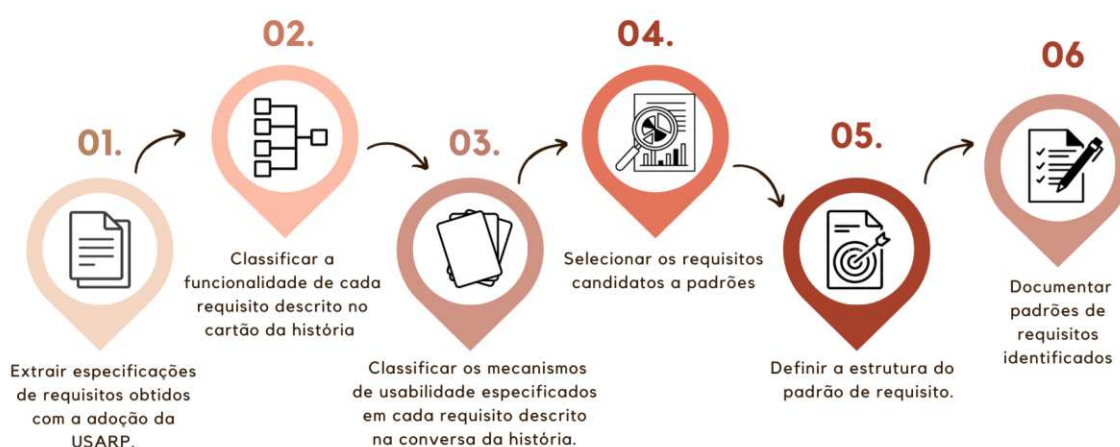 01.
Extrair especificações
de requisitos obtidos
com a adoção da
USARP.
02.
Classificar a
funcionalidade de cada
requisito descrito no
cartão da história
03.
Classificar os mecanismos
de usabilidade especificados
em cada requisito descrito
na conversa da história.
04.
Selecionar os requisitos
candidatos a padrões
05.
Definir a estrutura do
padrão de requisito.
06
Documentar
padrões de
requisitos
identificados